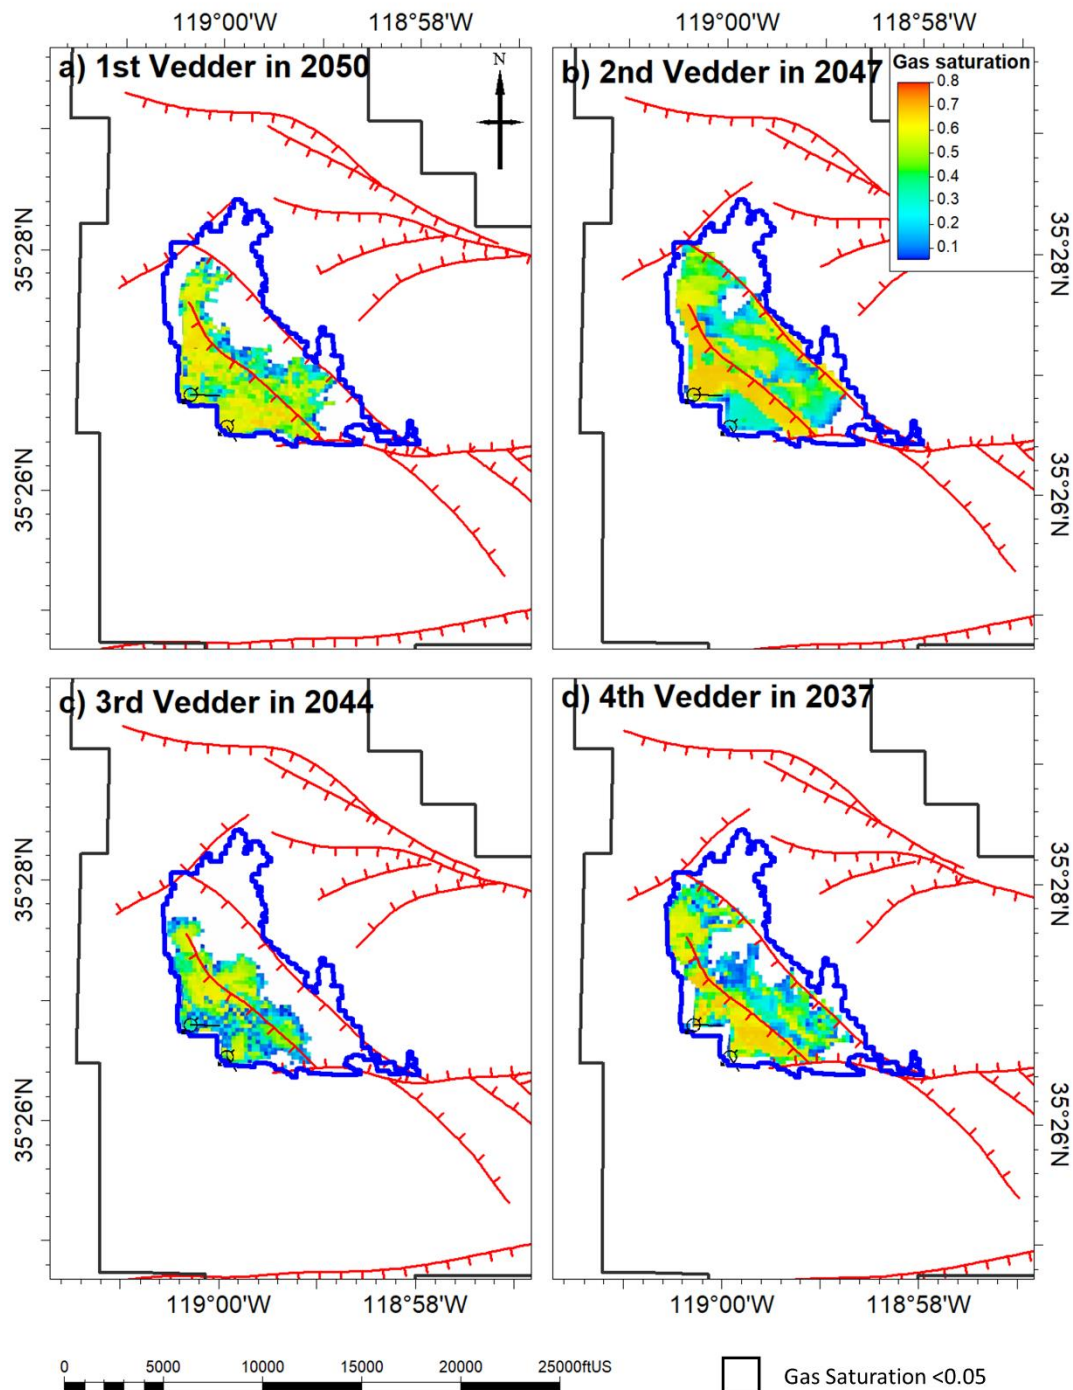 119°00'W 118°58'W 119°00'W 118°58'W
a) 1st Vedder in 2050
N
b) 2nd Vedder in 2047
Gas saturation
0.8
0.7
0.6
0.5
0.4
0.3
0.2
0.1
35°28'N
35°26'N
35°28'N
35°26'N
c) 3rd Vedder in 2044
d) 4th Vedder in 2037
35°28'N
35°26'N
35°28'N
35°26'N
119°00'W 118°58'W 119°00'W 118°58'W
0 5000 10000 15000 20000 25000ftUS
Gas Saturation <0.05